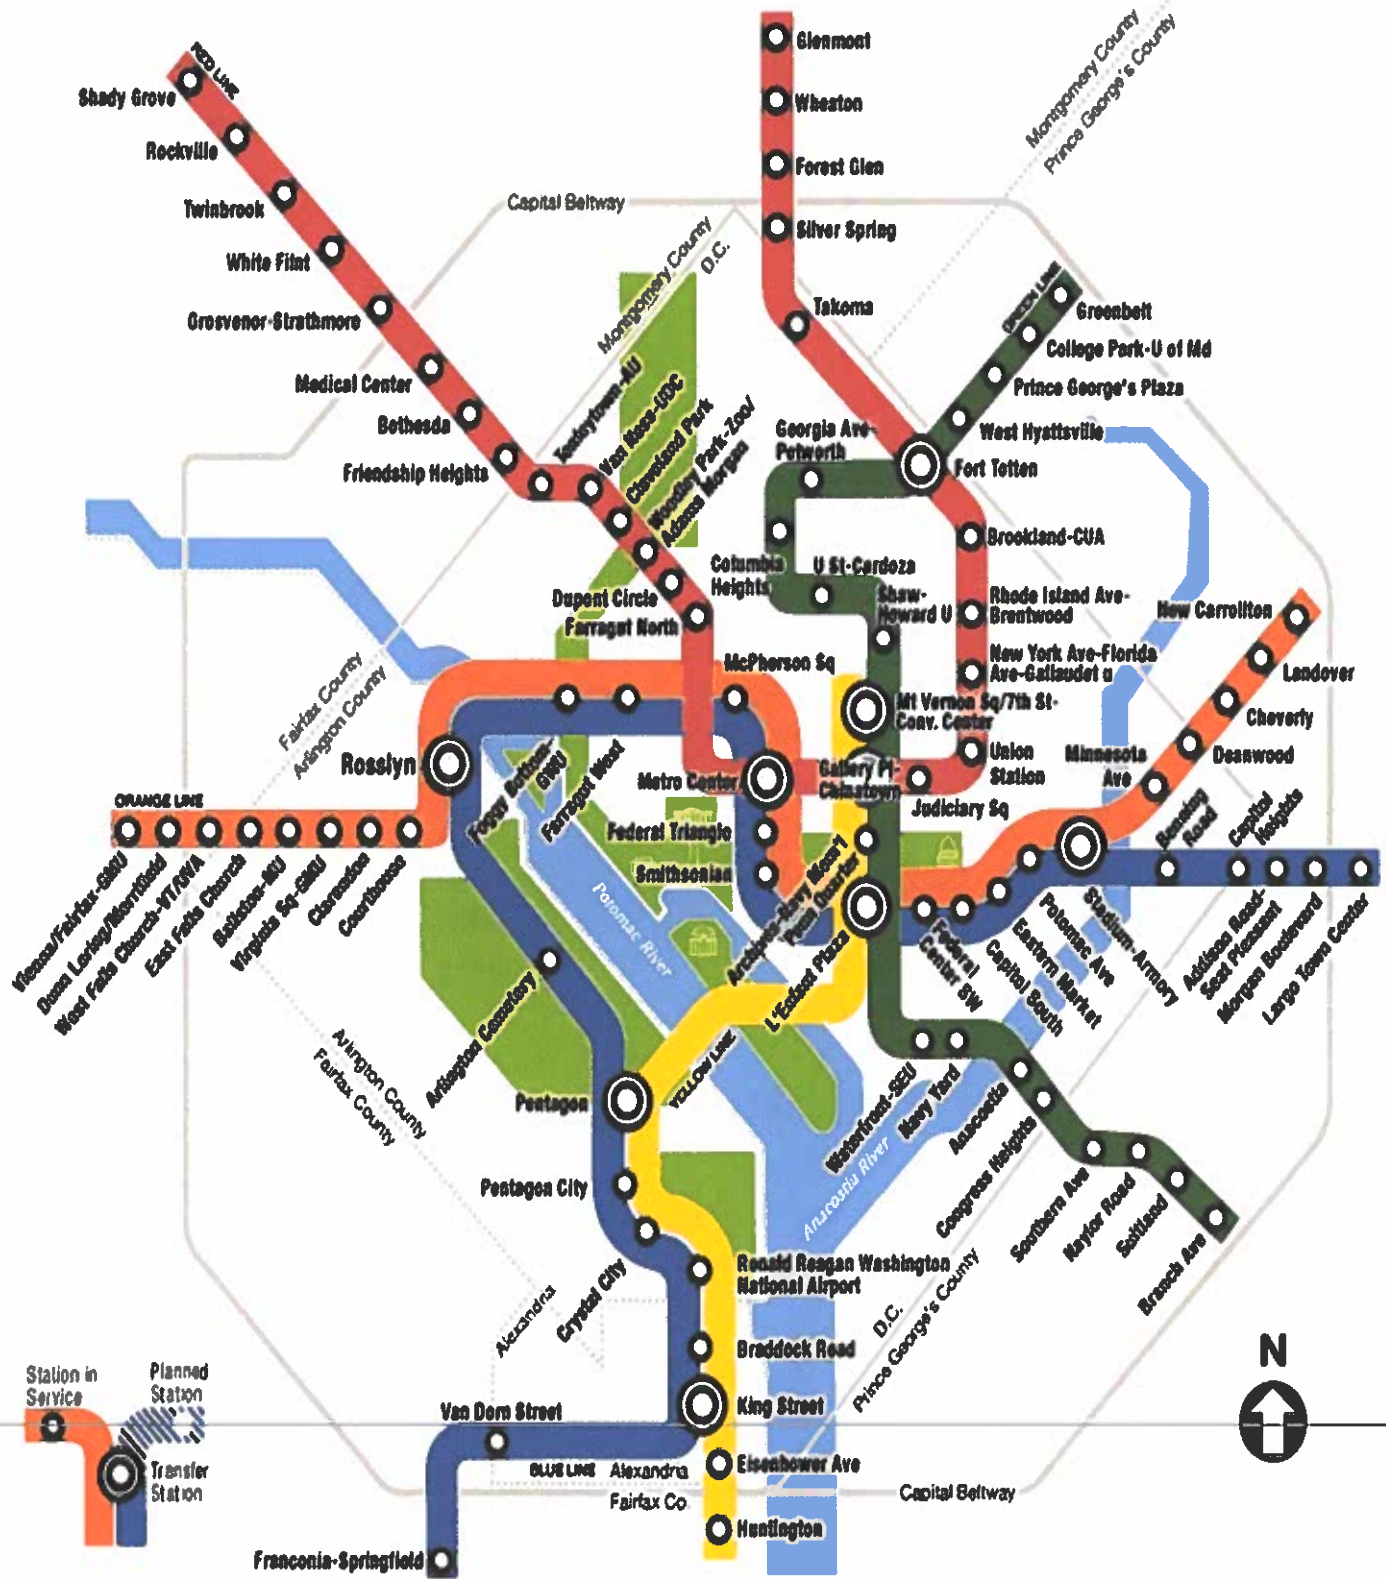 Glenmont
Wheaton
Forest Glen
Silver Spring
Takoma
RED LINE
Shady Grove
Rockville
Twinbrook
White Flint
Grosvenor-Strathmore
Medical Center
Bethesda
Friendship Heights
Tenleytown-AU
Van Ness-UDC
Cleveland Park
Woodley Park-Zoo/
Adams Morgan
Dupont Circle
Farragut North
Capital Beltway
Montgomery County
D.C.
Montgomery County
Prince George's County
GREEN LINE
Greenbelt
College Park-U of Md
Prince George's Plaza
West Hyattsville
Fort Totten
Georgia Ave-
Petworth
Columbia
Heights
U St-Cardoza
Shaw-
Howard U
Brookland-CUA
Rhode Island Ave-
Brentwood
New York Ave-Florida
Ave-Gallaudet u
Mt Vernon Sq/7th St-
Conv. Center
Union
Station
Judiciary Sq
Gallery Pl-
Chinatown
Metro Center
McPherson Sq
Federal Triangle
Smithsonian
Fairfax County
Arlington County
Rosslyn
Foggy Bottom-
GWU
Farragut West
ORANGE LINE
Vienna/Fairfax-GMU
Dunn Loring/Merrifield
West Falls Church-VT/UVA
East Falls Church
Ballston-MU
Virginia Sq-GMU
Clarendon
Courthouse
New Carrollton
Landover
Cheverly
Deanwood
Minnesota
Ave
Benning
Road
Capitol
Heights
Addison Road-
Seat Pleasant
Morgan Boulevard
Largo Town Center
Stadium-Armory
Potomac Ave
Eastern Market
Capitol South
Federal
Center SW
Archives-Navy Mem'l
Penn Quarter
L'Enfant Plaza
Potomac River
Arlington Cemetery
Arlington County
Fairfax County
Pentagon
YELLOW LINE
Waterfront-SEU
Navy Yard
Anacostia
Congress Heights
Southern Ave
Naylor Road
Suitland
Branch Ave
Anacostia River
Pentagon City
Crystal City
Ronald Reagan Washington
National Airport
Braddock Road
King Street
Eisenhower Ave
Huntington
Alexandria
D.C.
Prince George's County
Van Dorn Street
BLUE LINE
Alexandria
Fairfax Co
Franconia-Springfield
Capital Beltway
Station in
Service
Planned
Station
Transfer
Station
N